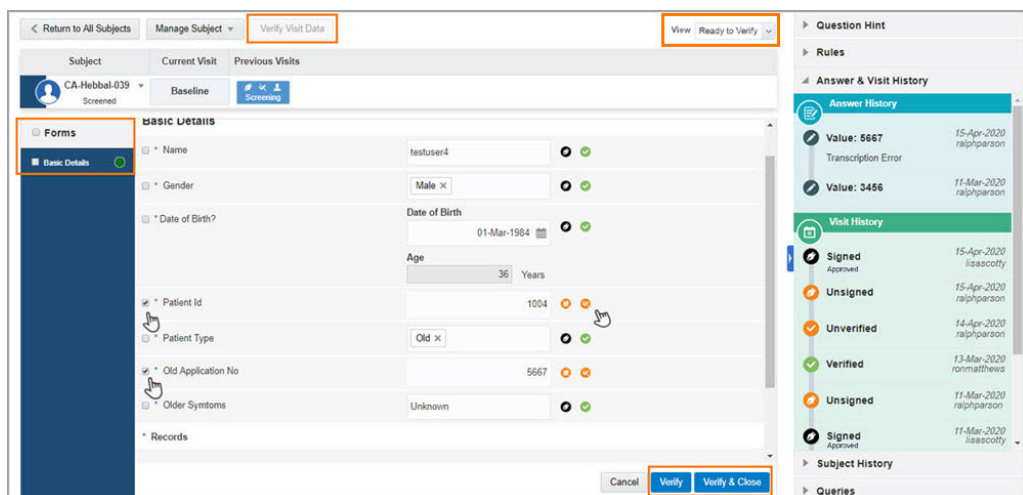 Return to All Subjects
Manage Subject
Verify Visit Data
View Ready to Verify
Subject Current Visit Previous Visits
CA-Hebbal-039
Screened
Baseline
Screening
Forms
Basic Details
Basic Details
* Name testuser4
* Gender Male ×
* Date of Birth?
Date of Birth
01-Mar-1984
Age
36 Years
* Patient Id 1004
* Patient Type Old ×
* Old Application No 5667
* Older Symtoms Unknown
* Records
Cancel Verify Verify & Close
Question Hint
Rules
Answer & Visit History
Answer History
Value: 5667 15-Apr-2020
ralphparson
Transcription Error
Value: 3456 11-Mar-2020
ralphparson
Visit History
Signed 15-Apr-2020
Approved lisascotty
Unsigned 15-Apr-2020
ralphparson
Unverified 14-Apr-2020
ralphparson
Verified 13-Mar-2020
ronmatthews
Unsigned 11-Mar-2020
ralphparson
Signed 11-Mar-2020
Approved lisascotty
Subject History
Queries